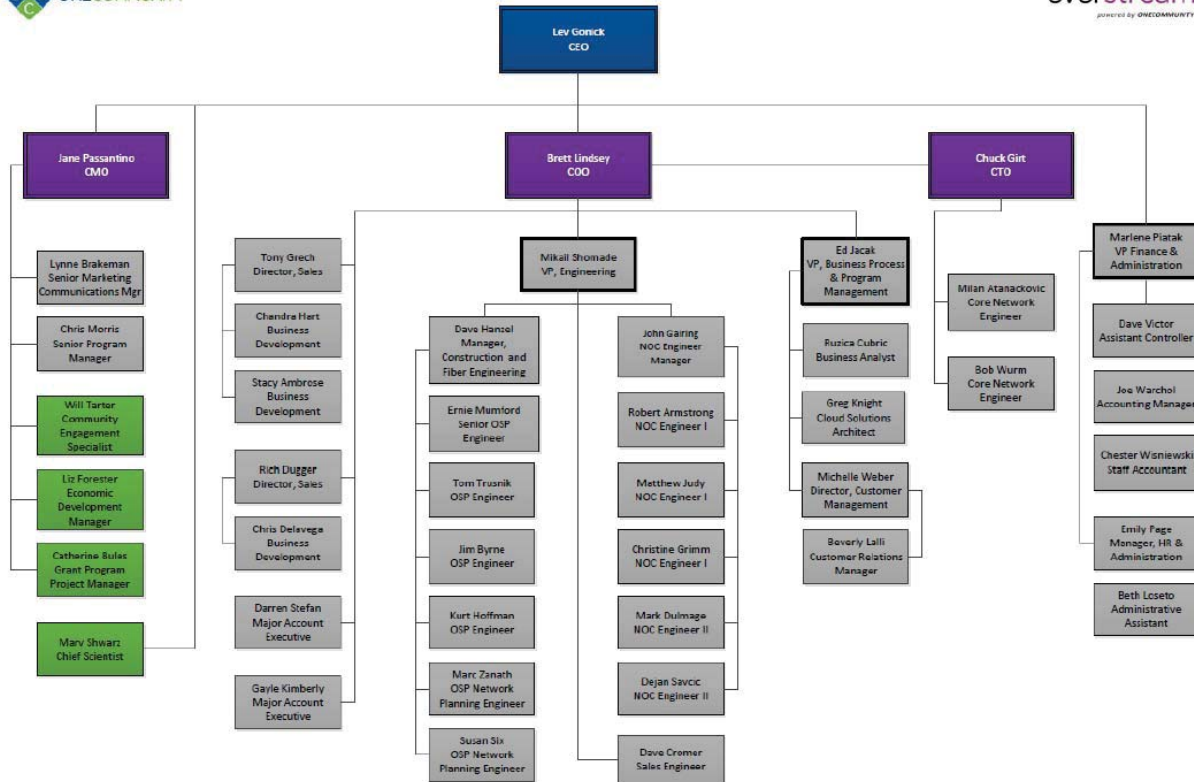 powered by ONECOMMUNITY
Lev Gonick
CEO
Jane Passantino
CMO
Brett Lindsey
COO
Chuck Girt
CTO
Lynne Brakeman
Senior Marketing
Communications Mgr
Chris Morris
Senior Program
Manager
Will Tarter
Community
Engagement
Specialist
Liz Forester
Economic
Development
Manager
Catherine Bulas
Grant Program
Project Manager
Marv Shwarz
Chief Scientist
Tony Grech
Director, Sales
Chandra Hart
Business
Development
Stacy Ambrose
Business
Development
Rich Dugger
Director, Sales
Chris Delavega
Business
Development
Darren Stefan
Major Account
Executive
Gayle Kimberly
Major Account
Executive
Mikail Shomade
VP, Engineering
Dave Hanzel
Manager,
Construction and
Fiber Engineering
Ernie Mumford
Senior OSP
Engineer
Tom Trusnik
OSP Engineer
Jim Byrne
OSP Engineer
Kurt Hoffman
OSP Engineer
Marc Zanath
OSP Network
Planning Engineer
Susan Six
OSP Network
Planning Engineer
John Gairing
NOC Engineer
Manager
Robert Armstrong
NOC Engineer I
Matthew Judy
NOC Engineer I
Christine Grimm
NOC Engineer I
Mark Dulmage
NOC Engineer II
Dejan Savcic
NOC Engineer II
Dave Cromer
Sales Engineer
Ed Jacak
VP, Business Process
& Program
Management
Ruzica Cubric
Business Analyst
Greg Knight
Cloud Solutions
Architect
Michelle Weber
Director, Customer
Management
Beverly Lalli
Customer Relations
Manager
Milan Atanackovic
Core Network
Engineer
Bob Wurm
Core Network
Engineer
Marlene Piatak
VP Finance &
Administration
Dave Victor
Assistant Controller
Joe Warchol
Accounting Manager
Chester Wisniewski
Staff Accountant
Emily Page
Manager, HR &
Administration
Beth Loseto
Administrative
Assistant